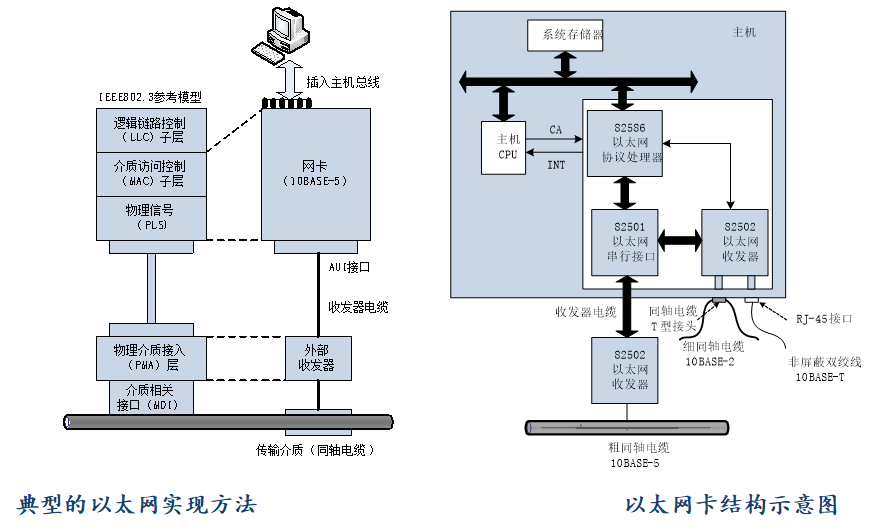 插入主机总线
IEEE802.3参考模型
逻辑链路控制
(LLC)子层
介质访问控制
(MAC)子层
物理信号
(PLS)
网卡
(10BASE-5)
AUI接口
收发器电缆
物理介质接入
(PMA)层
外部
收发器
介质相关
接口(MDI)
传输介质(同轴电缆)
典型的以太网实现方法
主机
系统存储器
主机
CPU
CA
INT
82586
以太网
协议处理器
82501
以太网
串行接口
82502
以太网
收发器
收发器电缆
同轴电缆
T型接头
RJ-45接口
细同轴电缆
10BASE-2
非屏蔽双绞线
10BASE-T
82502
以太网
收发器
粗同轴电缆
10BASE-5
以太网卡结构示意图